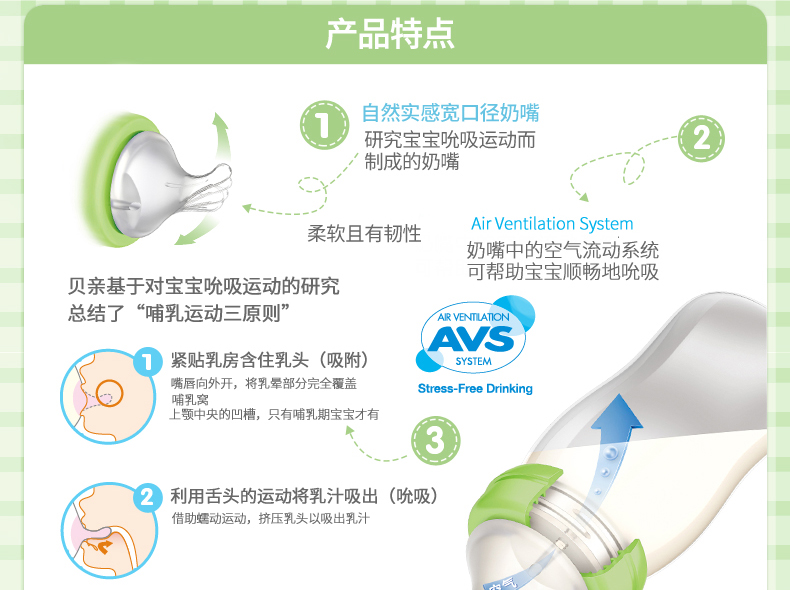 产品特点
1
自然实感宽口径奶嘴
研究宝宝吮吸运动而
制成的奶嘴
柔软且有韧性
2
Air Ventilation System
奶嘴中的空气流动系统
可帮助宝宝顺畅地吮吸
贝亲基于对宝宝吮吸运动的研究
总结了“哺乳运动三原则”
AIR VENTILATION
AVS
SYSTEM
Stress-Free Drinking
1
紧贴乳房含住乳头（吸附）
嘴唇向外开，将乳晕部分完全覆盖
哺乳窝
上颚中央的凹槽，只有哺乳期宝宝才有
3
2
利用舌头的运动将乳汁吸出（吮吸）
借助蠕动运动，挤压乳头以吸出乳汁
空气